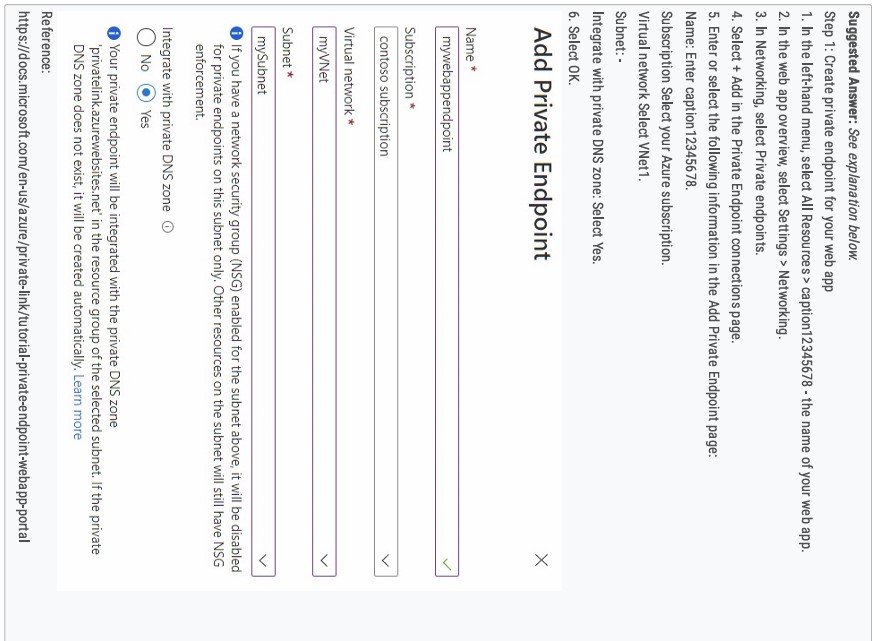 Suggested Answer: See explanation below.
Step 1: Create private endpoint for your web app
1. In the left-hand menu, select All Resources > caption12345678 - the name of your web app.
2. In the web app overview, select Settings > Networking.
3. In Networking, select Private endpoints.
4. Select + Add in the Private Endpoint connections page.
5. Enter or select the following information in the Add Private Endpoint page:
Name: Enter caption12345678.
Subscription Select your Azure subscription.
Virtual network Select VNet1.
Subnet:-
Integrate with private DNS zone: Select Yes.
6. Select OK.
Add Private Endpoint
Name *
mywebappendpoint
Subscription *
contoso subscription
Virtual network *
myVNet
Subnet *
mySubnet
If you have a network security group (NSG) enabled for the subnet above, it will be disabled
for private endpoints on this subnet only. Other resources on the subnet will still have NSG
enforcement.
Integrate with private DNS zone
No Yes
Your private endpoint will be integrated with the private DNS zone
'privatelink.azurewebsites.net' in the resource group of the selected subnet. If the private
DNS zone does not exist, it will be created automatically. Learn more
Reference:
https://docs.microsoft.com/en-us/azure/private-link/tutorial-private-endpoint-webapp-portal